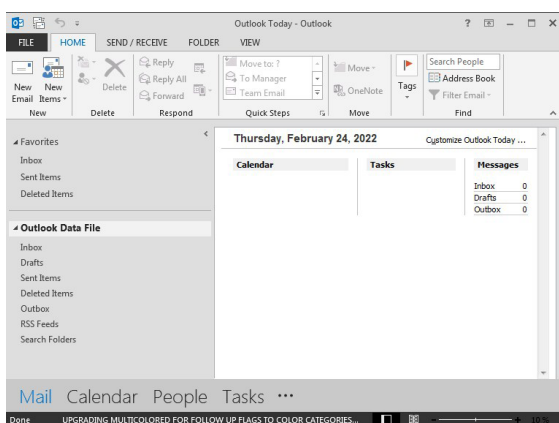 Outlook Today - Outlook
FILE HOME SEND / RECEIVE FOLDER VIEW
New Email
New Items
Delete
Reply
Reply All
Forward
Move to: ?
To Manager
Team Email
Move
OneNote
Tags
Search People
Address Book
Filter Email
New Delete Respond Quick Steps Move Find
Favorites
Inbox
Sent Items
Deleted Items
Outlook Data File
Inbox
Drafts
Sent Items
Deleted Items
Outbox
RSS Feeds
Search Folders
Thursday, February 24, 2022 Customize Outlook Today ...
Calendar Tasks Messages
Inbox 0
Drafts 0
Outbox 0
Mail Calendar People Tasks •••
Done UPGRADING MULTICOLORED FOR FOLLOW UP FLAGS TO COLOR CATEGORIES...